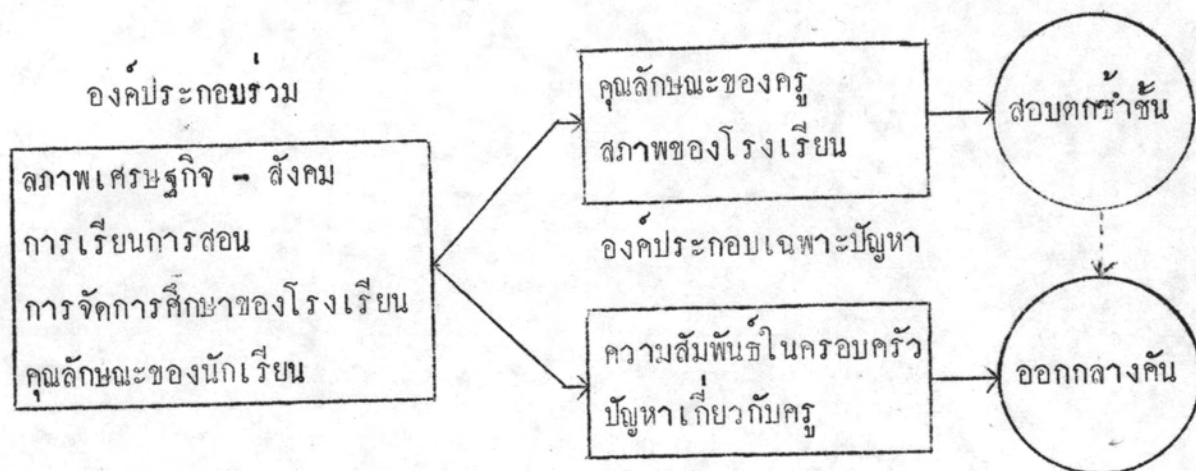 องค์ประกอบร่วม
สภาพเศรษฐกิจ - สังคม
การเรียนการสอน
การจัดการศึกษาของโรงเรียน
คุณลักษณะของนักเรียน
คุณลักษณะของครู
สภาพของโรงเรียน
องค์ประกอบเฉพาะปัญหา
ความสัมพันธ์ในครอบครัว
ปัญหาเกี่ยวกับครู
สอบตกซ้ำชั้น
ออกกลางคัน